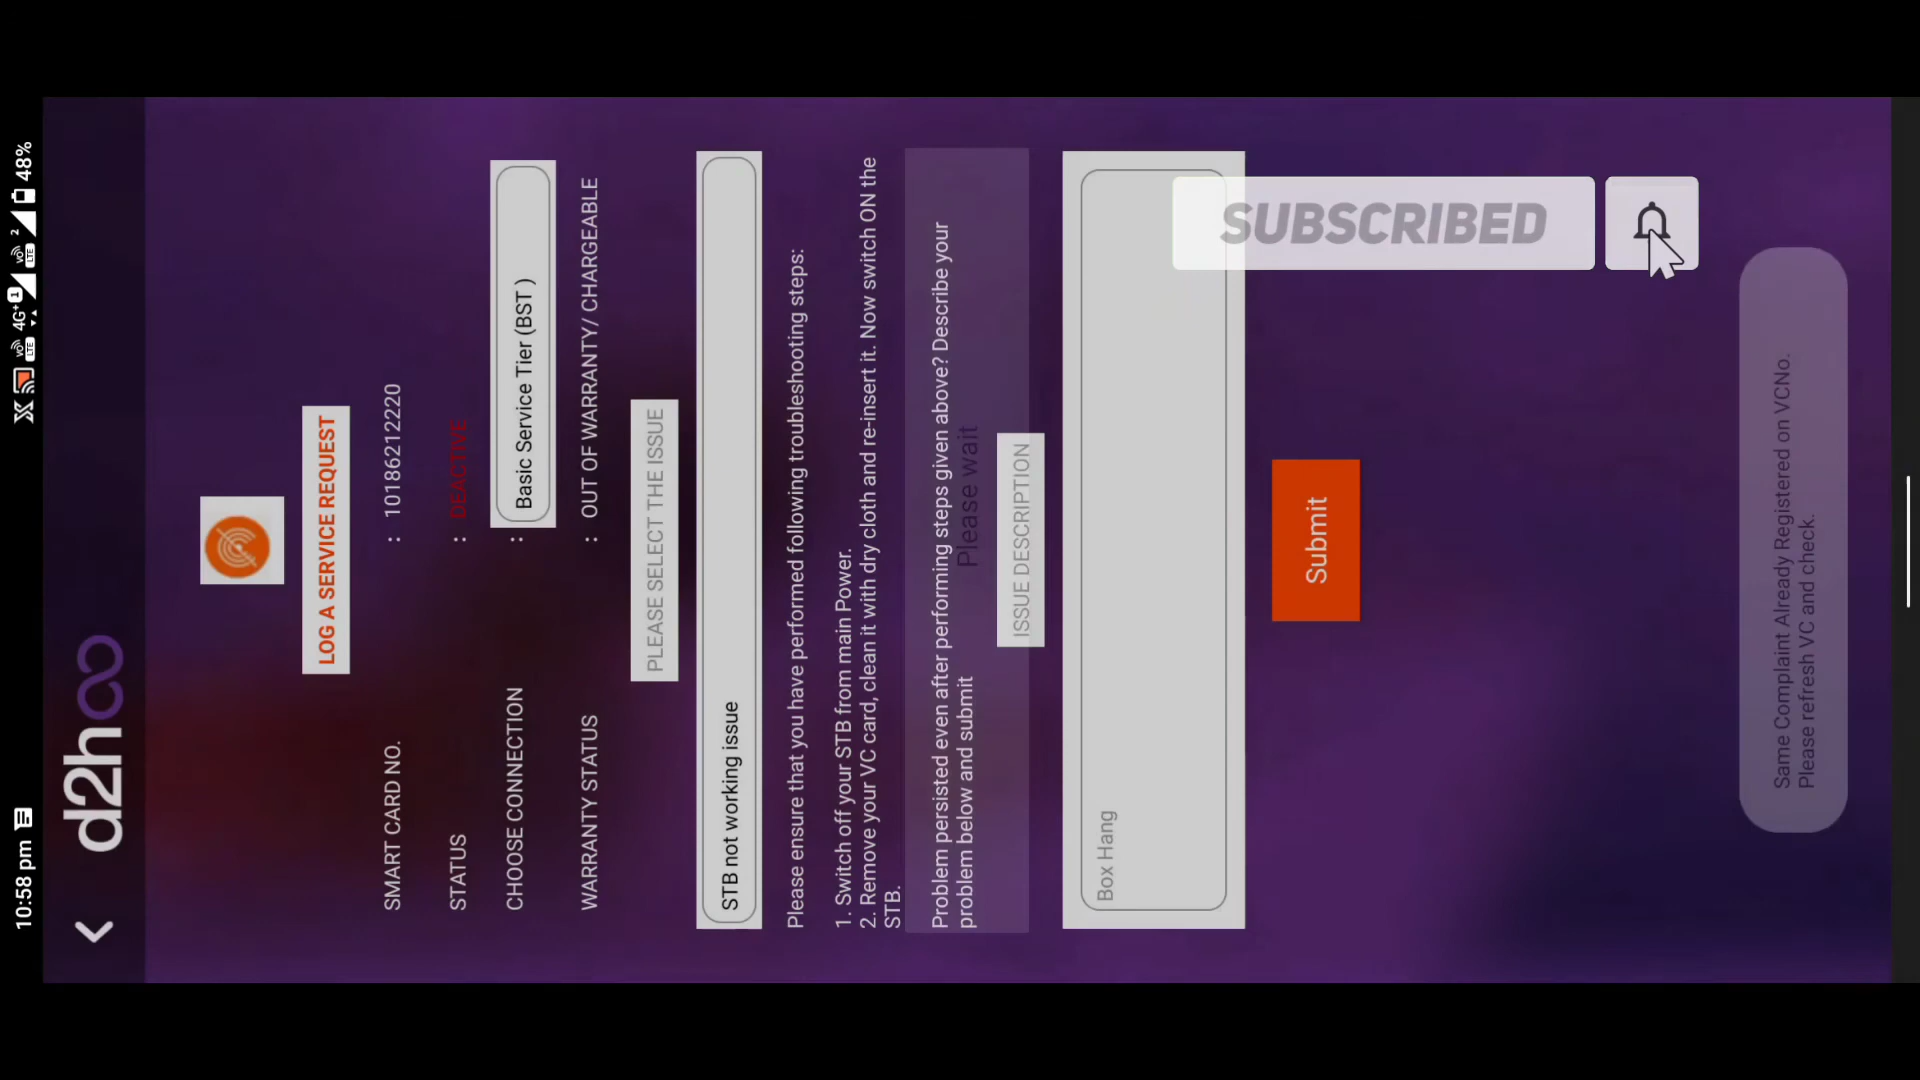 10:58 pm
4G+ 1 2 48%
d2h
LOG A SERVICE REQUEST
SMART CARD NO. : 10186212220
STATUS : DEACTIVE
CHOOSE CONNECTION : Basic Service Tier (BST )
WARRANTY STATUS : OUT OF WARRANTY/ CHARGEABLE
PLEASE SELECT THE ISSUE
STB not working issue
Please ensure that you have performed following troubleshooting steps:
1. Switch off your STB from main Power.
2. Remove your VC card, clean it with dry cloth and re-insert it. Now switch ON the
STB.
Problem persisted even after performing steps given above? Describe your
problem below and submit
Please wait
ISSUE DESCRIPTION
Box Hang
SUBSCRIBED
Submit
Same Complaint Already Registered on VCNo.
Please refresh VC and check.